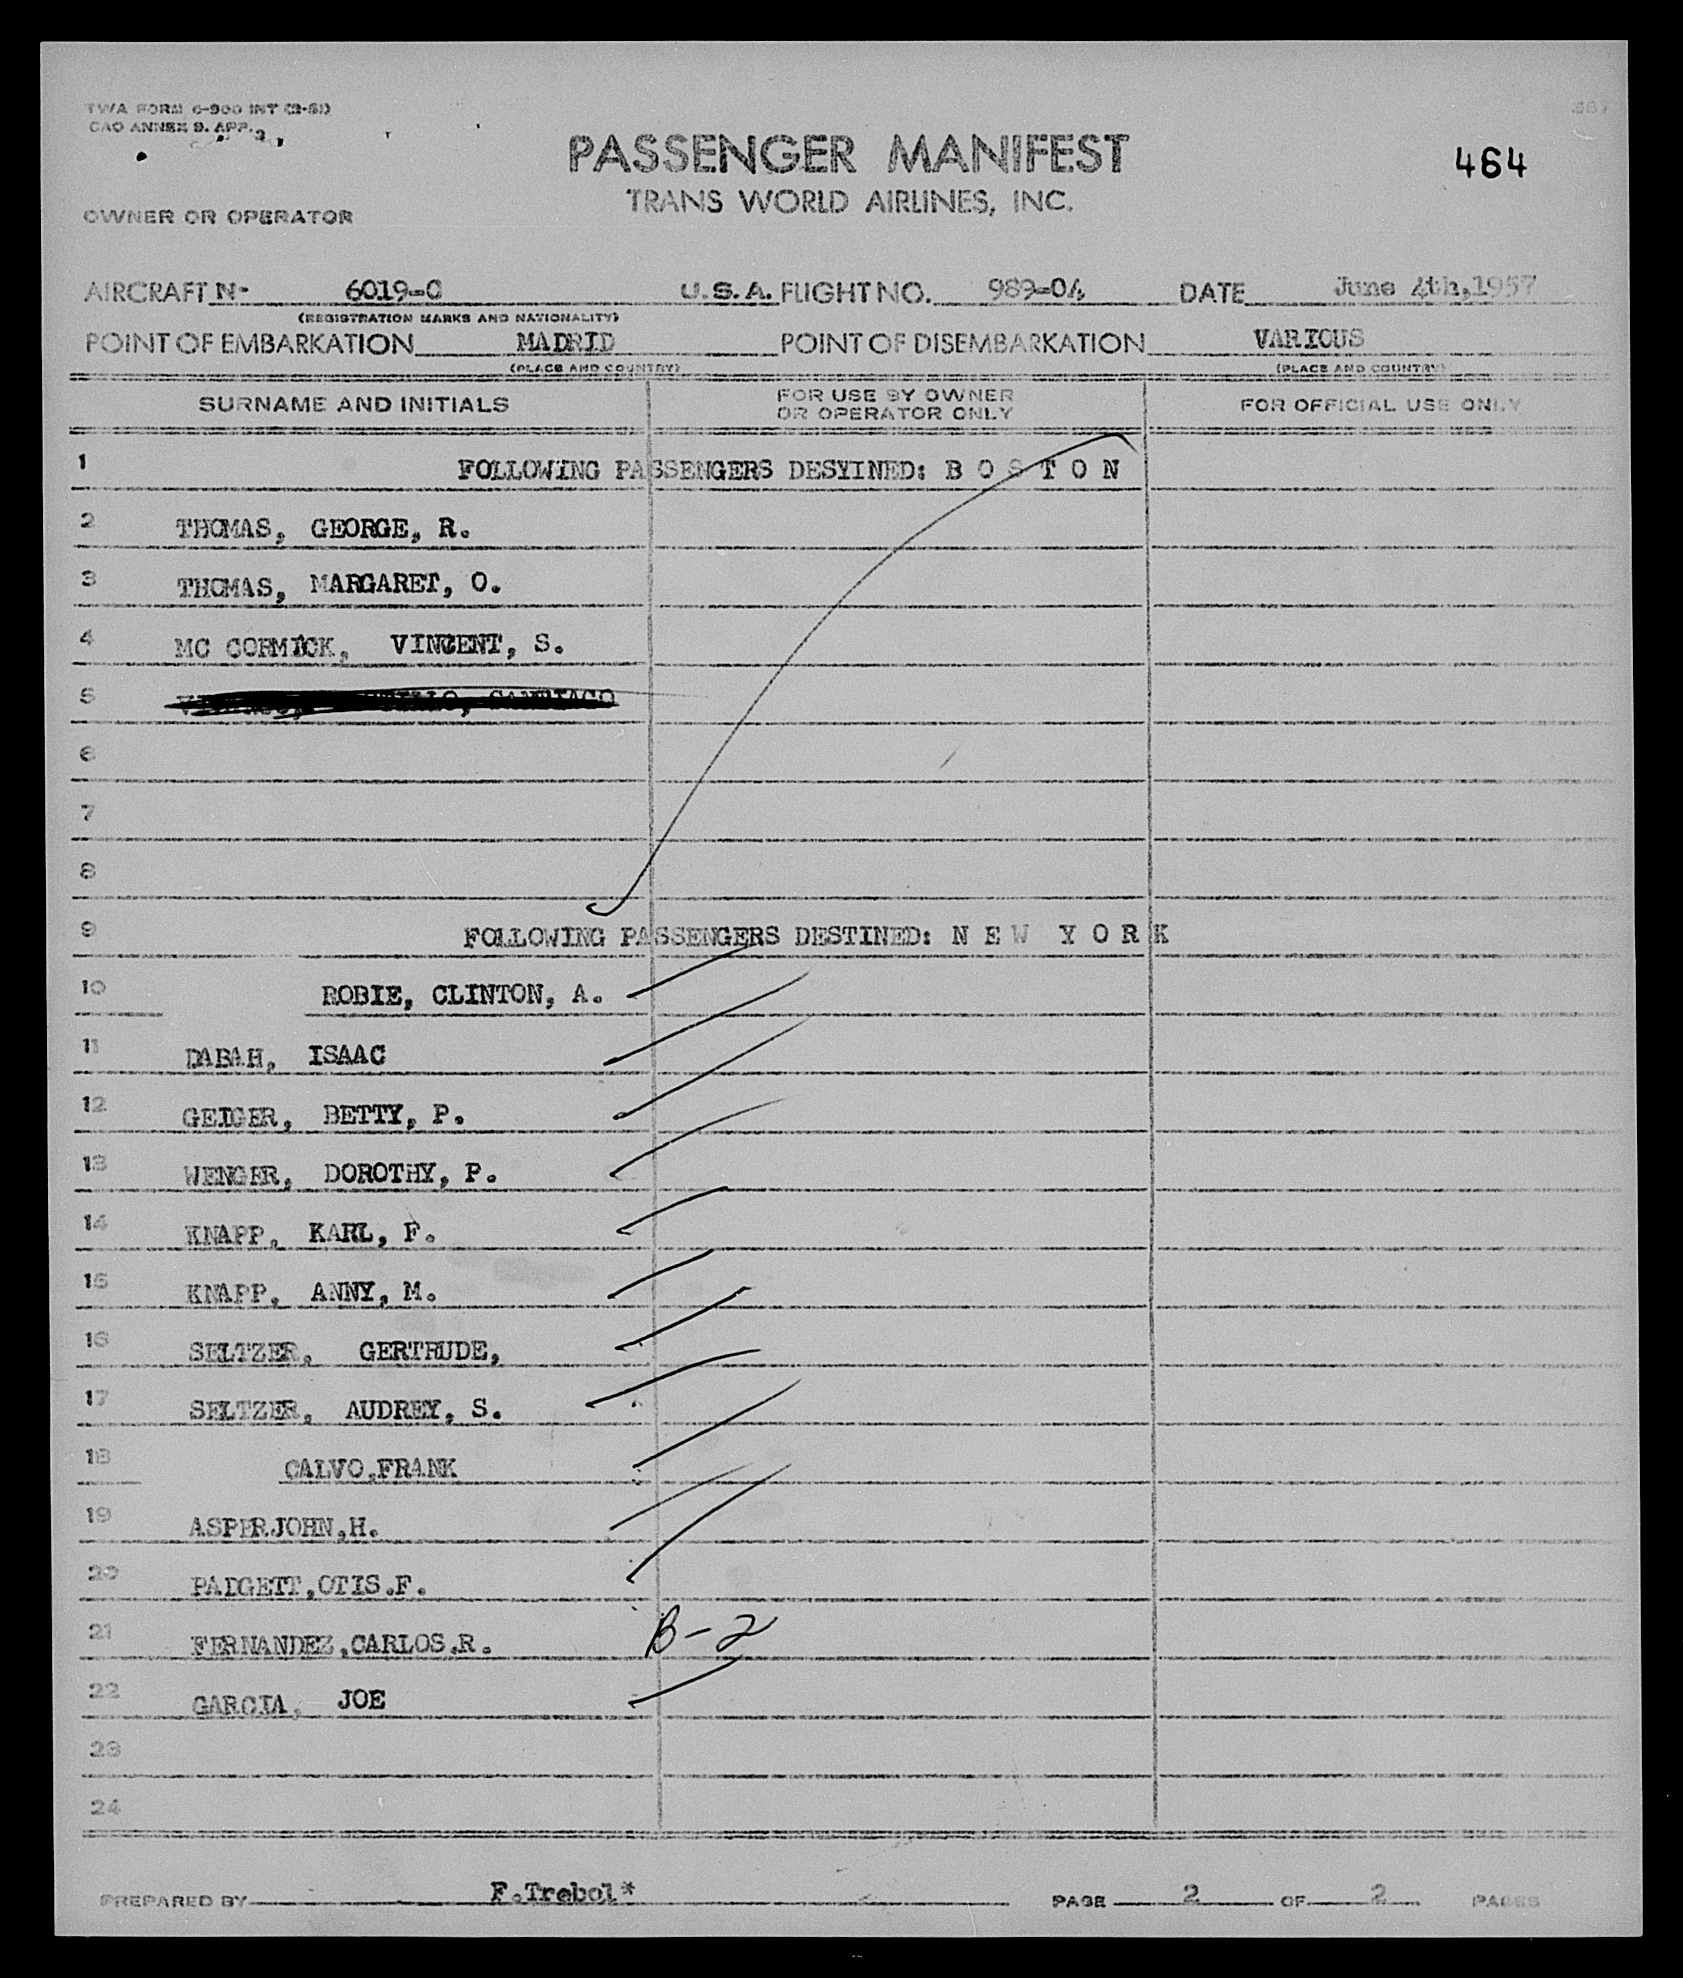 TWA FORM C-900 INT (2-51)
CAO ANNEX 9. APP. 3
PASSENGER MANIFEST
464
TRANS WORLD AIRLINES, INC.
OWNER OR OPERATOR
AIRCRAFT N- 6019-C U.S.A. FLIGHT NO. 989-04 DATE June 4th,1957
(REGISTRATION MARKS AND NATIONALITY)
POINT OF EMBARKATION MADRID POINT OF DISEMBARKATION VARIOUS
(PLACE AND COUNTRY) (PLACE AND COUNTRY)
SURNAME AND INITIALS FOR USE BY OWNER OR OPERATOR ONLY FOR OFFICIAL USE ONLY
1 FOLLOWING PASSENGERS DESYINED: B O S T O N
2 THOMAS, GEORGE, R.
3 THOMAS, MARGARET, O.
4 MC CORMICK, VINCENT, S.
5 SANTIAGO
6
7
8
9 FOLLOWING PASSENGERS DESTINED: N E W Y O R K
10 ROBIE, CLINTON, A.
11 DABAH, ISAAC
12 GEIGER, BETTY, P.
13 WENGER, DOROTHY, P.
14 KNAPP, KARL, F.
15 KNAPP, ANNY, M.
16 SELTZER, GERTRUDE,
17 SELTZER, AUDREY, S.
18 CALVO,FRANK
19 ASPER JOHN,H.
20 PADGETT,OTIS.F.
21 FERNANDEZ,CARLOS.R. B-2
22 GARCIA, JOE
23
24
PREPARED BY F.Trebol* PAGE 2 OF 2 PAGES